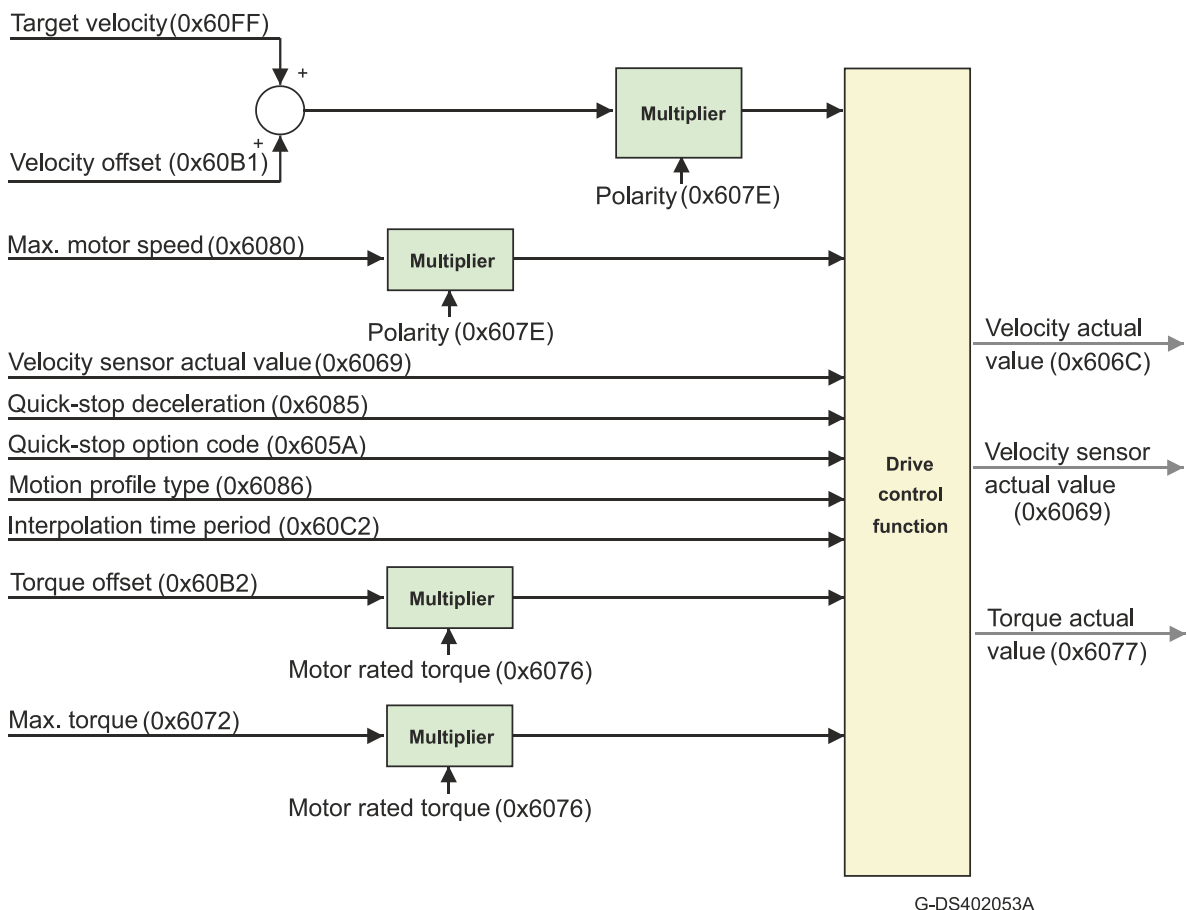 Target velocity (0x60FF)
+
Multiplier
+
Velocity offset (0x60B1)
Polarity (0x607E)
Max. motor speed (0x6080)
Multiplier
Polarity (0x607E)
Velocity sensor actual value (0x6069)
Quick-stop deceleration (0x6085)
Quick-stop option code (0x605A)
Motion profile type (0x6086)
Interpolation time period (0x60C2)
Torque offset (0x60B2)
Multiplier
Motor rated torque (0x6076)
Max. torque (0x6072)
Multiplier
Motor rated torque (0x6076)
Drive
control
function
Velocity actual
value (0x606C)
Velocity sensor
actual value
(0x6069)
Torque actual
value (0x6077)
G-DS402053A